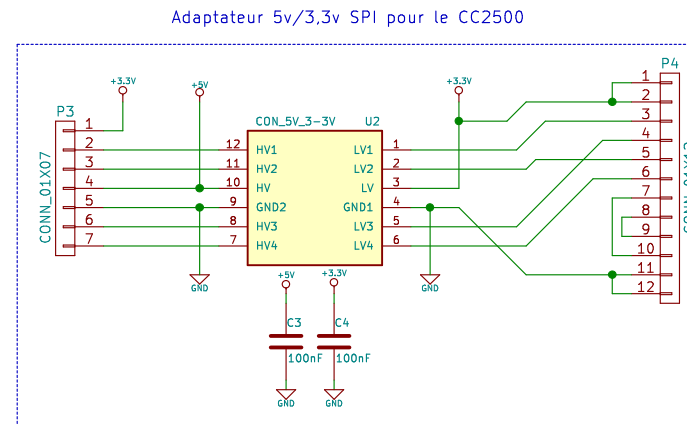 Adaptateur 5v/3,3v SPI pour le CC2500
+3.3V
+5V
+3.3V
P4
P3
CON_5V_3-3V U2
CONN_01X07
1
2
3
4
5
6
7
12 HV1 LV1 1
11 HV2 LV2 2
10 HV LV 3
9 GND2 GND1 4
8 HV3 LV3 5
7 HV4 LV4 6
1
2
3
4
5
6
7
8
9
10
11
12
GND
GND
+5V
+3.3V
C3
100nF
C4
100nF
GND
GND